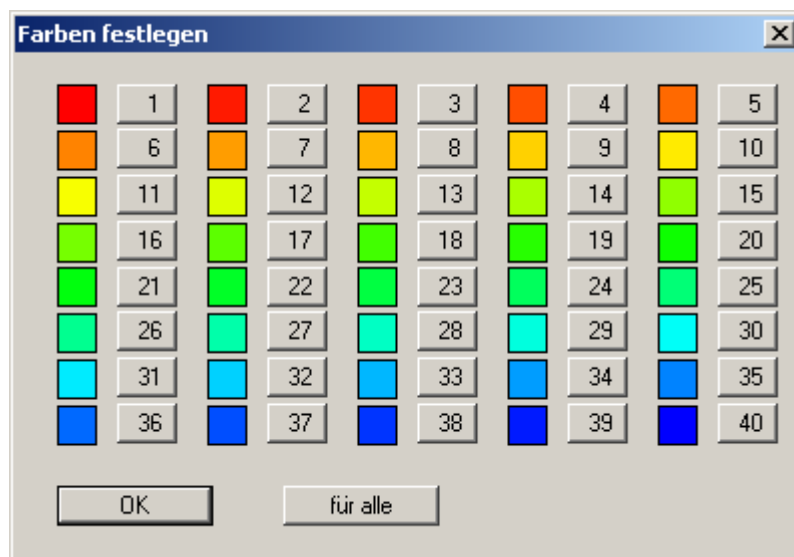 Farben festlegen
1 2 3 4 5
6 7 8 9 10
11 12 13 14 15
16 17 18 19 20
21 22 23 24 25
26 27 28 29 30
31 32 33 34 35
36 37 38 39 40
OK für alle